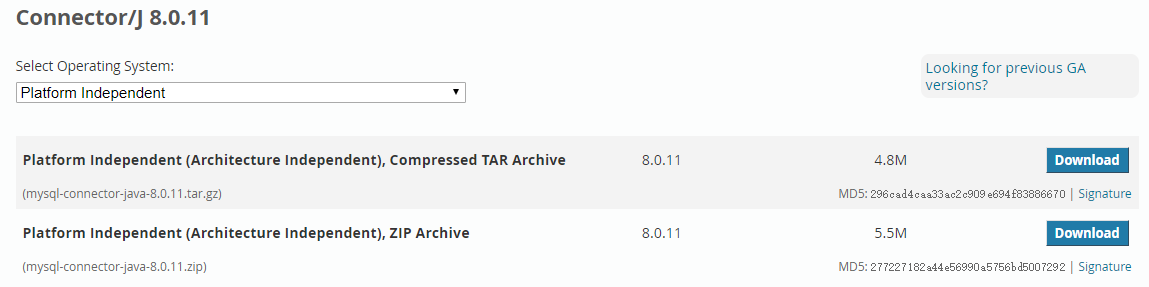 Connector/J 8.0.11
Select Operating System:
Platform Independent
Looking for previous GA
versions?
Platform Independent (Architecture Independent), Compressed TAR Archive 8.0.11 4.8M Download
(mysql-connector-java-8.0.11.tar.gz) MD5: 296cad4caa33ac2c909e694f83886670 | Signature
Platform Independent (Architecture Independent), ZIP Archive 8.0.11 5.5M Download
(mysql-connector-java-8.0.11.zip) MD5: 277227182a44e56990a5756bd5007292 | Signature